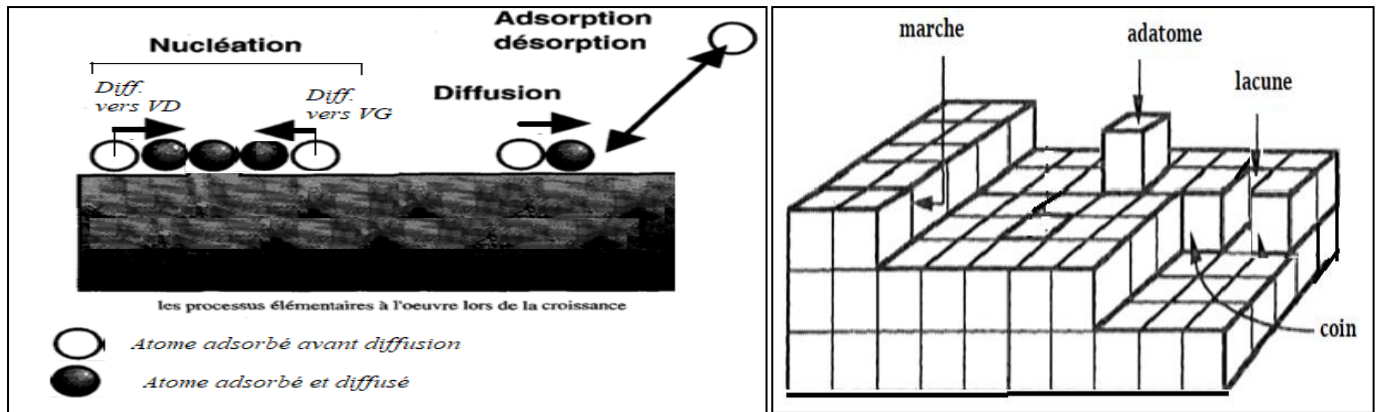 Nucléation
Diff.
vers VD
Diff.
vers VG
Diffusion
Adsorption
désorption
les processus élémentaires à l'oeuvre lors de la croissance
Atome adsorbé avant diffusion
Atome adsorbé et diffusé
marche
adatome
lacune
coin